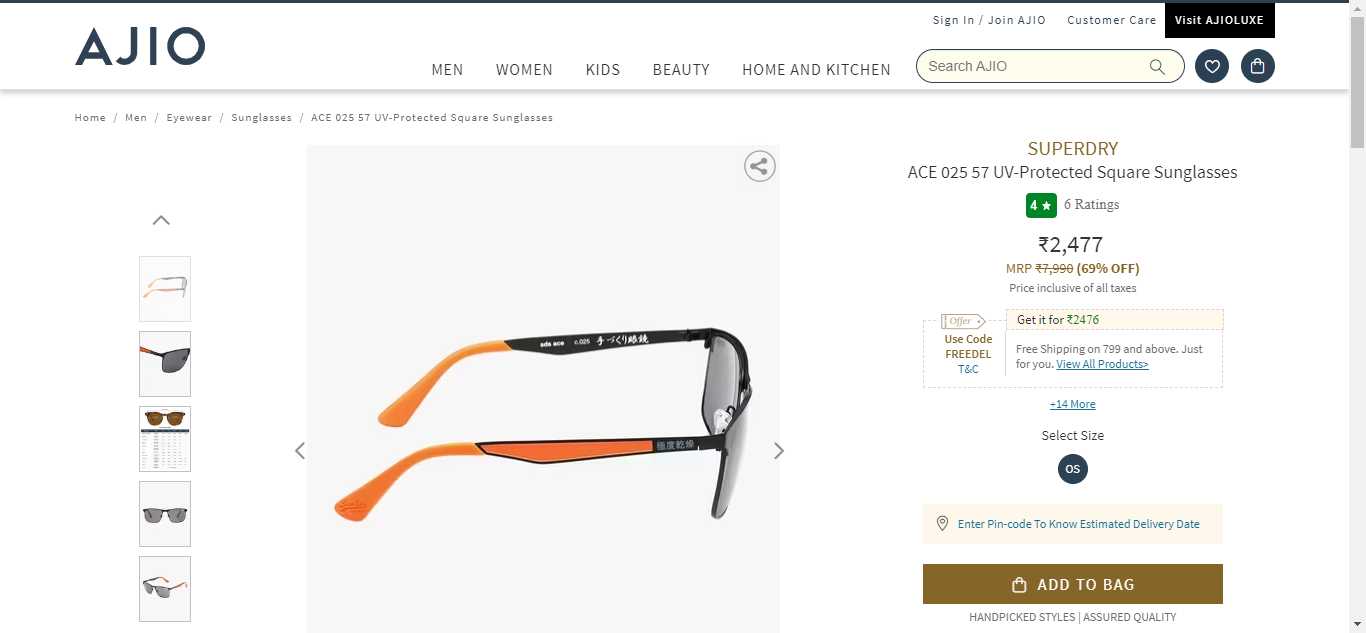 Sign In / Join AJIO
Customer Care
Visit AJIOLUXE
AJIO
MEN
WOMEN
KIDS
BEAUTY
HOME AND KITCHEN
Search AJIO
Home / Men / Eyewear / Sunglasses / ACE 025 57 UV-Protected Square Sunglasses
sds ace c.025 手づくり眼鏡
極度乾燥
SUPERDRY
ACE 025 57 UV-Protected Square Sunglasses
4 ★ 6 Ratings
₹2,477
MRP ₹7,990 (69% OFF)
Price inclusive of all taxes
Offer
Use Code
FREEDEL
T&C
Get it for ₹2476
Free Shipping on 799 and above. Just
for you. View All Products>
+14 More
Select Size
OS
Enter Pin-code To Know Estimated Delivery Date
ADD TO BAG
HANDPICKED STYLES | ASSURED QUALITY